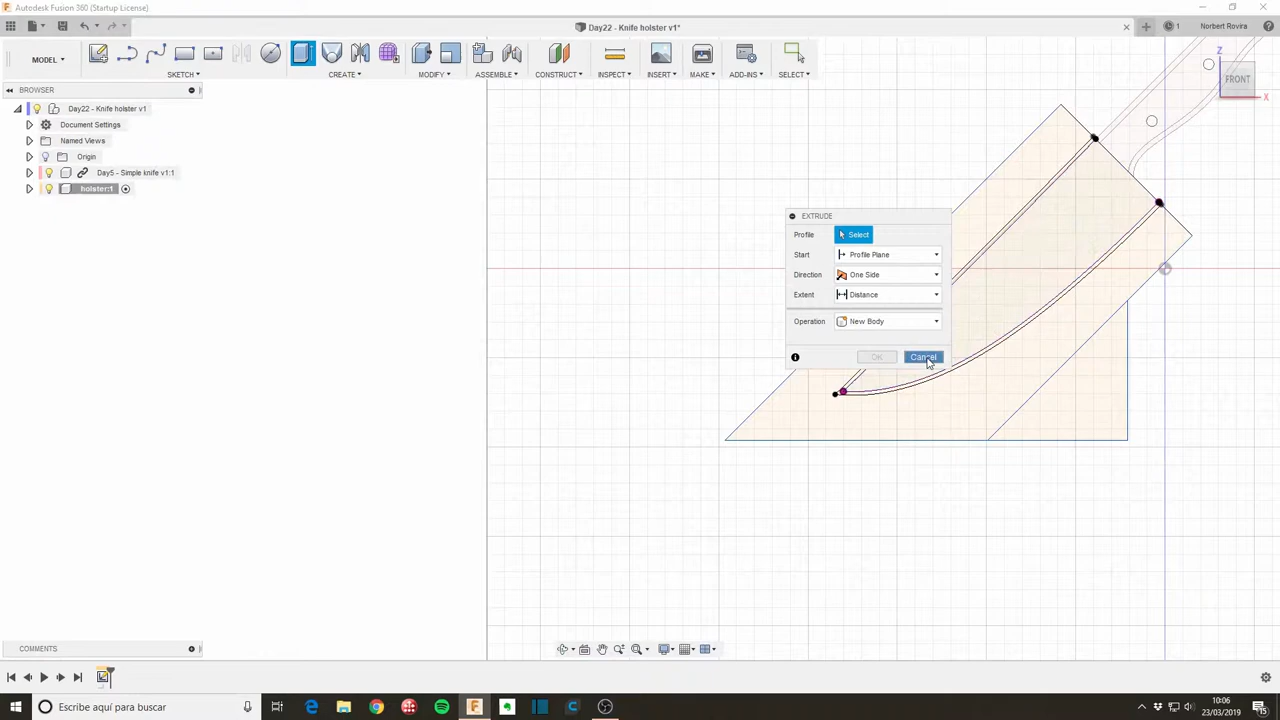 Autodesk Fusion 360 (Startup License)
Day22 - Knife holster v1*
1
Norbert Rovira
MODEL
SKETCH
CREATE
MODIFY
ASSEMBLE
CONSTRUCT
INSPECT
INSERT
MAKE
ADD-INS
SELECT
Z
FRONT
X
BROWSER
Day22 - Knife holster v1
Document Settings
Named Views
Origin
Day5 - Simple knife v1:1
holster:1
EXTRUDE
Profile
Select
Start
Profile Plane
Direction
One Side
Extent
Distance
Operation
New Body
OK
Cancel
COMMENTS
Escribe aquí para buscar
10:06
23/03/2019